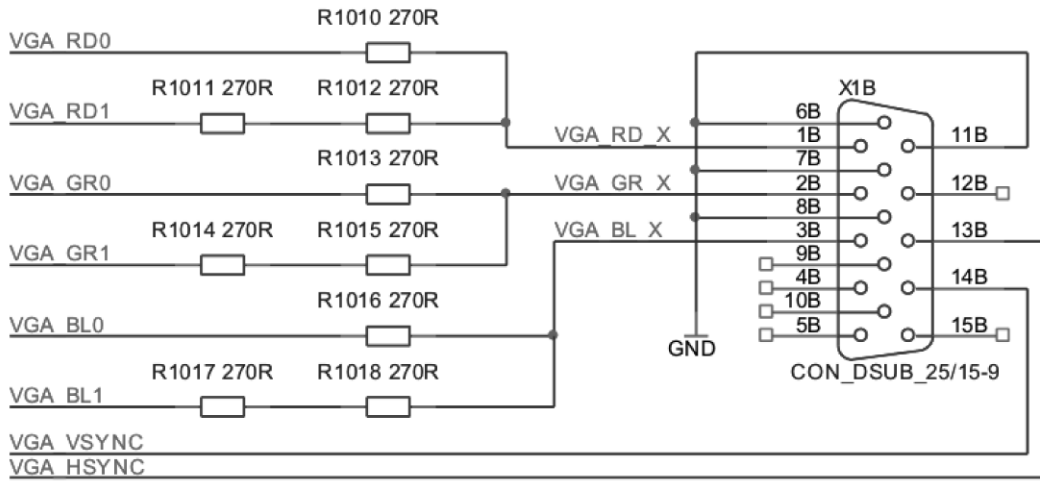 R1010 270R
VGA_RD0
X1B
R1011 270R R1012 270R
VGA_RD1
6B
VGA_RD_X 1B 11B
R1013 270R
7B
VGA_GR0 VGA_GR_X 2B 12B
8B
R1014 270R R1015 270R
VGA_BL_X 3B 13B
VGA_GR1
9B
4B 14B
R1016 270R
10B
VGA_BL0
5B 15B
GND
R1017 270R R1018 270R
CON_DSUB_25/15-9
VGA_BL1
VGA_VSYNC
VGA_HSYNC